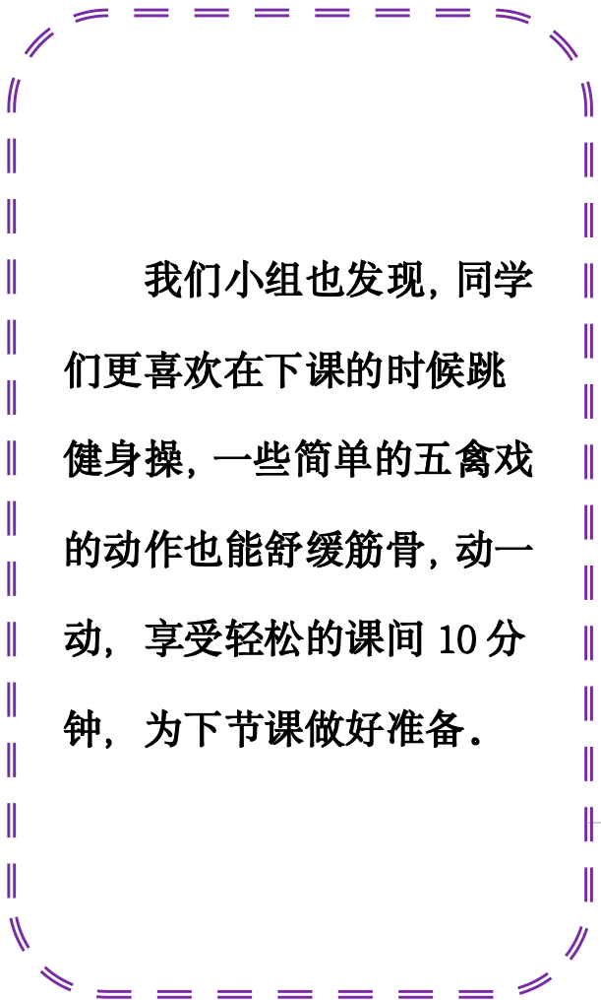 我们小组也发现，同学
们更喜欢在下课的时候跳
健身操，一些简单的五禽戏
的动作也能舒缓筋骨，动一
动，享受轻松的课间 10 分
钟，为下节课做好准备。